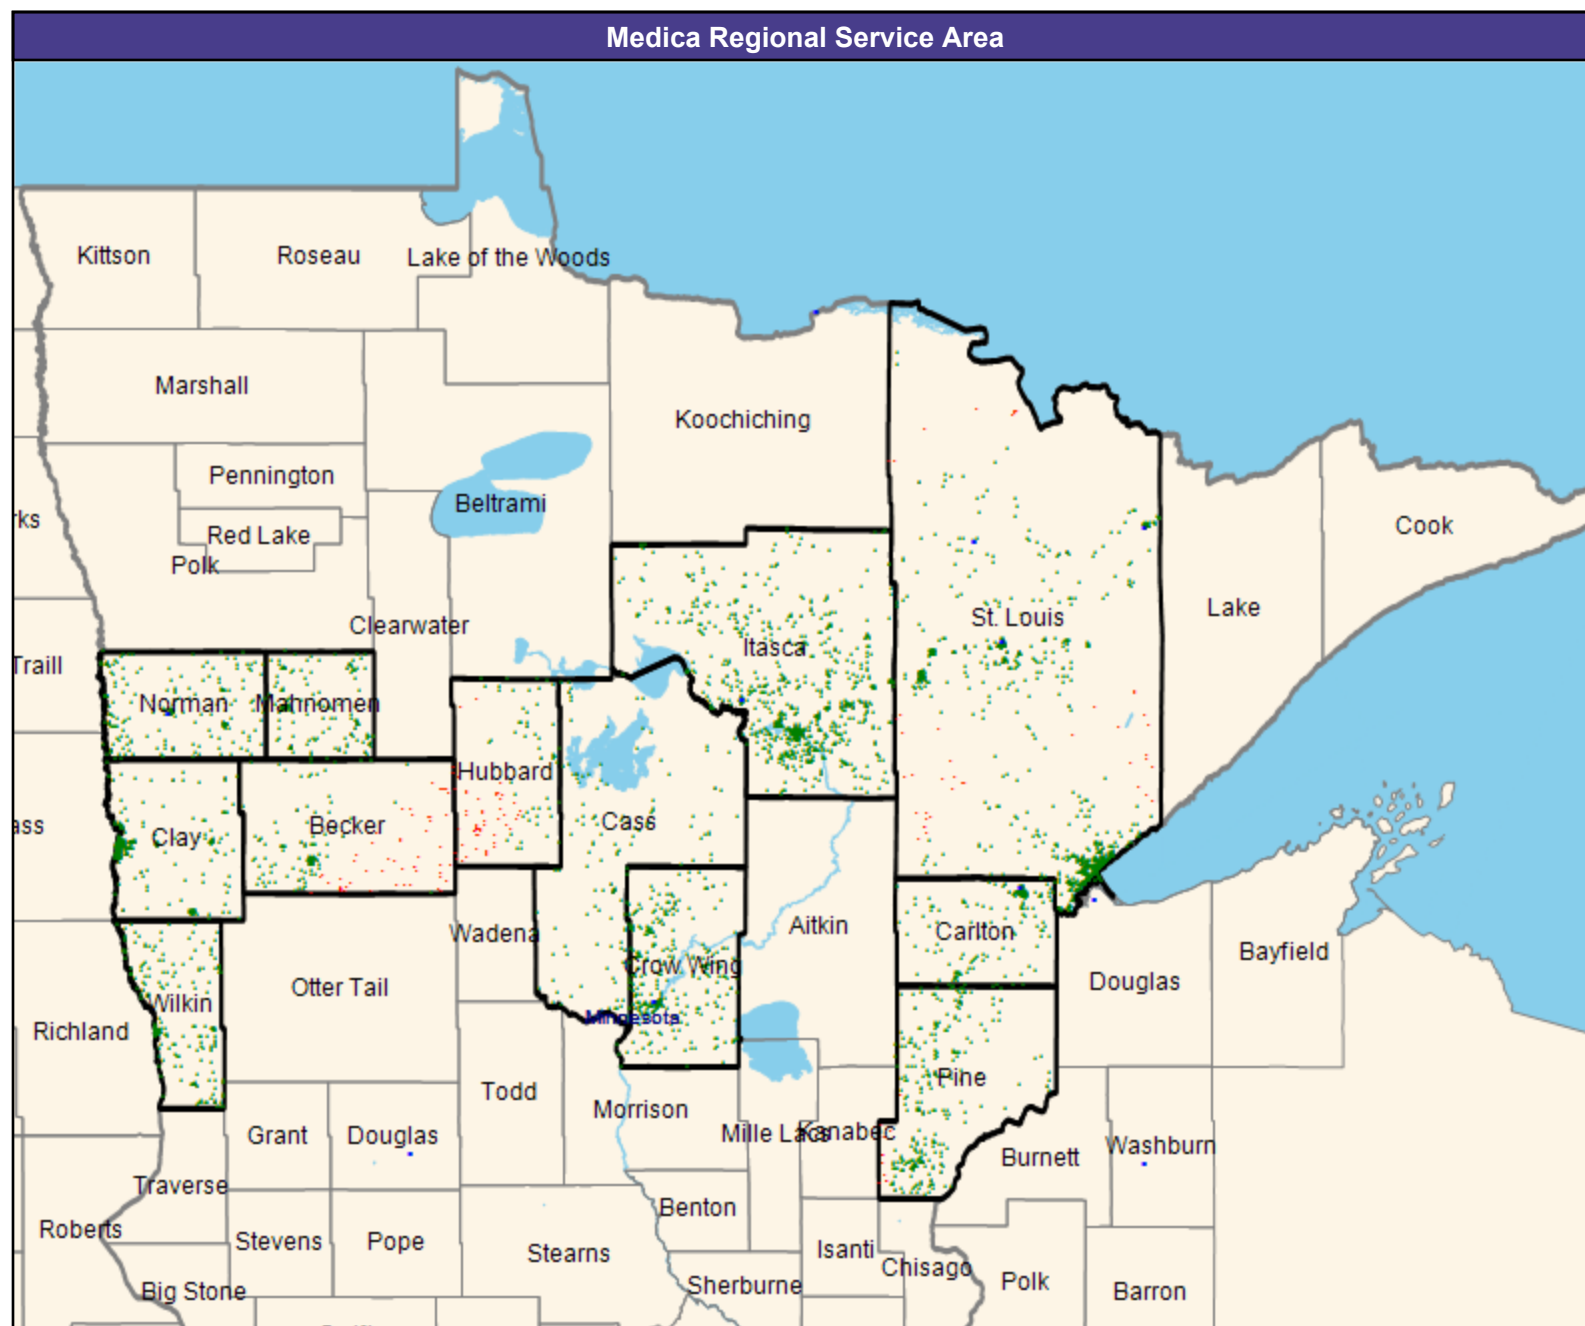 Medica Regional Service Area
Kittson
Roseau
Lake of the Woods
Marshall
Koochiching
Pennington
Beltrami
rks
Red Lake
Cook
Polk
Lake
St. Louis
Clearwater
Itasca
Traill
Norman
Mahnomen
Hubbard
Cass
ass
Clay
Becker
Aitkin
Wadena
Carlton
Bayfield
Crow Wing
Douglas
Otter Tail
Wilkin
Minnesota
Richland
Pine
Todd
Morrison
Grant
Douglas
Mille Lacs
Kanabec
Washburn
Burnett
Traverse
Benton
Roberts
Stevens
Pope
Stearns
Isanti
Chisago
Polk
Big Stone
Sherburne
Barron